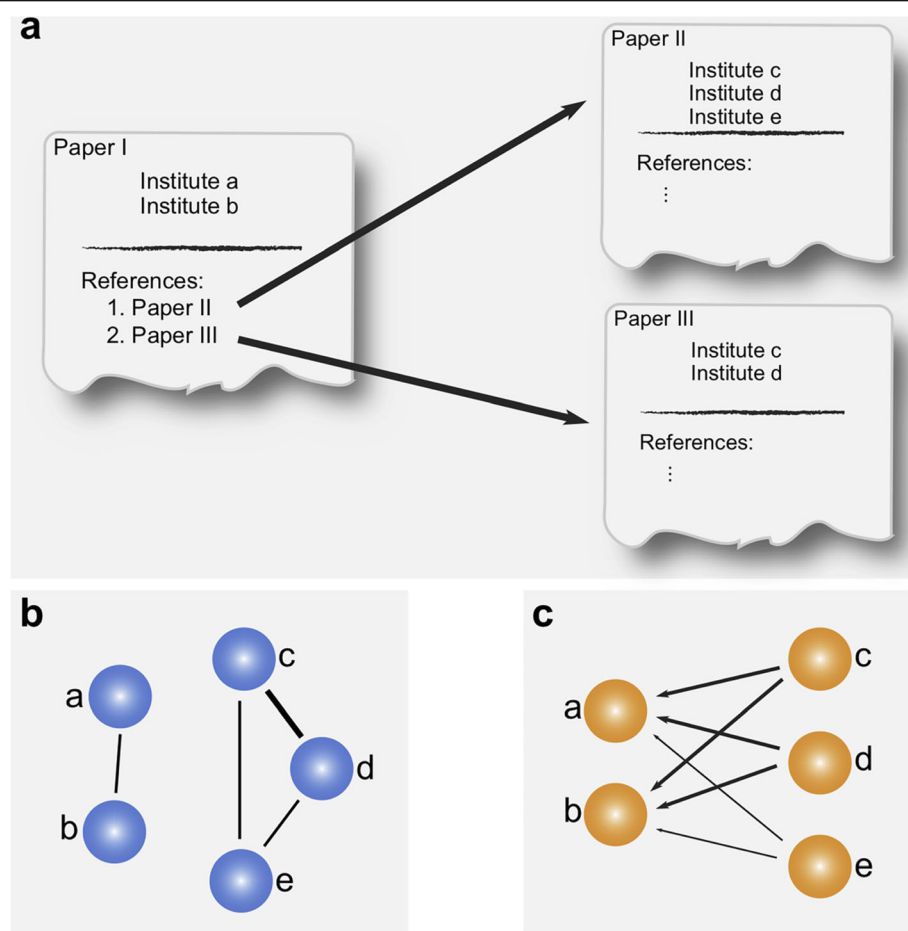 a
Paper I
Institute a
Institute b
References:
1. Paper II
2. Paper III
Paper II
Institute c
Institute d
Institute e
References:
⋮
Paper III
Institute c
Institute d
References:
⋮
b
a
b
c
d
e
c
a
b
c
d
e